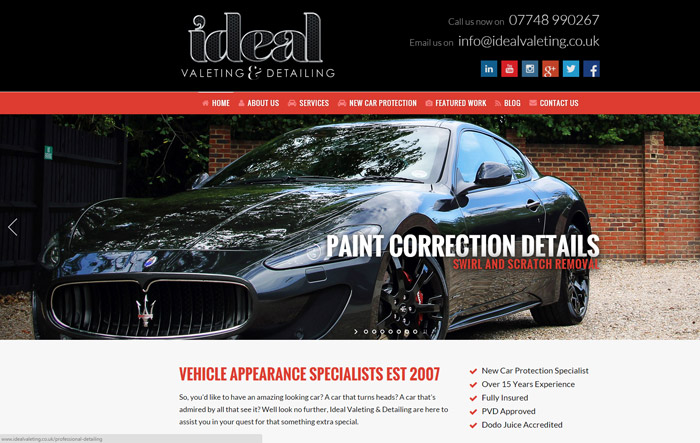 ideal
VALETING & DETAILING
Call us now on 07748 990267
Email us on info@idealvaleting.co.uk
HOME ABOUT US SERVICES NEW CAR PROTECTION FEATURED WORK BLOG CONTACT US
PAINT CORRECTION DETAILS
SWIRL AND SCRATCH REMOVAL
VEHICLE APPEARANCE SPECIALISTS EST 2007
So, you'd like to have an amazing looking car? A car that turns heads? A car that's
admired by all that see it? Well look no further, Ideal Valeting & Detailing are here to
assist you in your quest for that something extra special.
New Car Protection Specialist
Over 15 Years Experience
Fully Insured
PVD Approved
Dodo Juice Accredited
www.idealvaleting.co.uk/professional-detailing